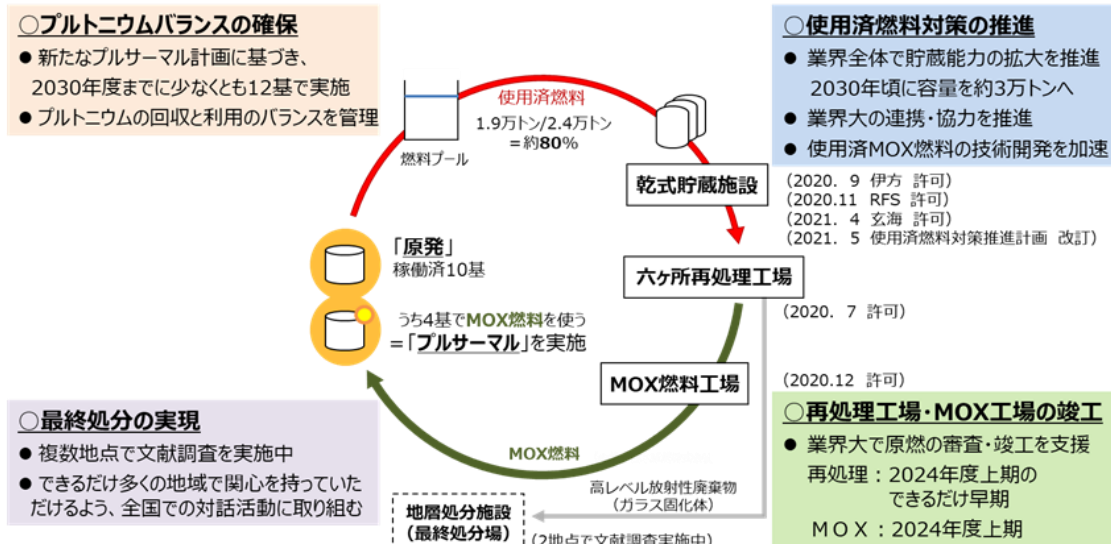 ○プルトニウムバランスの確保
● 新たなプルサーマル計画に基づき、
2030年度までに少なくとも12基で実施
● プルトニウムの回収と利用のバランスを管理
○使用済燃料対策の推進
● 業界全体で貯蔵能力の拡大を推進
2030年頃に容量を約3万トンへ
● 業界大の連携・協力を推進
● 使用済MOX燃料の技術開発を加速
使用済燃料
1.9万トン/2.4万トン
=約80%
燃料プール
乾式貯蔵施設
(2020. 9 伊方 許可)
(2020.11 RFS 許可)
(2021. 4 玄海 許可)
(2021. 5 使用済燃料対策推進計画 改訂)
「原発」
稼働済10基
六ヶ所再処理工場
(2020. 7 許可)
うち4基でMOX燃料を使う
=「プルサーマル」を実施
MOX燃料工場
(2020.12 許可)
○最終処分の実現
● 複数地点で文献調査を実施中
● できるだけ多くの地域で関心を持っていた
だけるよう、全国での対話活動に取り組む
MOX燃料
高レベル放射性廃棄物
(ガラス固化体)
地層処分施設
(最終処分場)
(2地点で文献調査実施中)
○再処理工場・MOX工場の竣工
● 業界大で原燃の審査・竣工を支援
再処理:2024年度上期の
できるだけ早期
MOX:2024年度上期